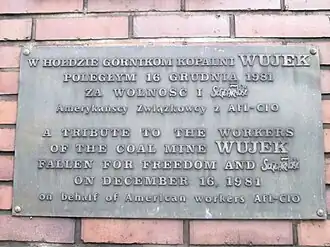 W HOŁDZIE GÓRNIKOM KOPALNI WUJEK
POLEGŁYM 16 GRUDNIA 1981
ZA WOLNOŚĆ I Solidarność
Amerykańscy Związkowcy z AFL-CIO
A TRIBUTE TO THE WORKERS
OF THE COAL MINE WUJEK
FALLEN FOR FREEDOM AND Solidarność
ON DECEMBER 16, 1981
on behalf of American workers AFL-CIO